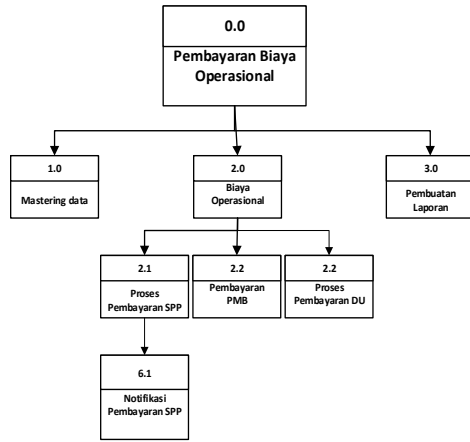 0.0
Pembayaran Biaya
Operasional
1.0
Mastering data
2.0
Biaya
Operasional
3.0
Pembuatan
Laporan
2.1
Proses
Pembayaran SPP
2.2
Pembayaran
PMB
2.2
Proses
Pembayaran DU
6.1
Notifikasi
Pembayaran SPP